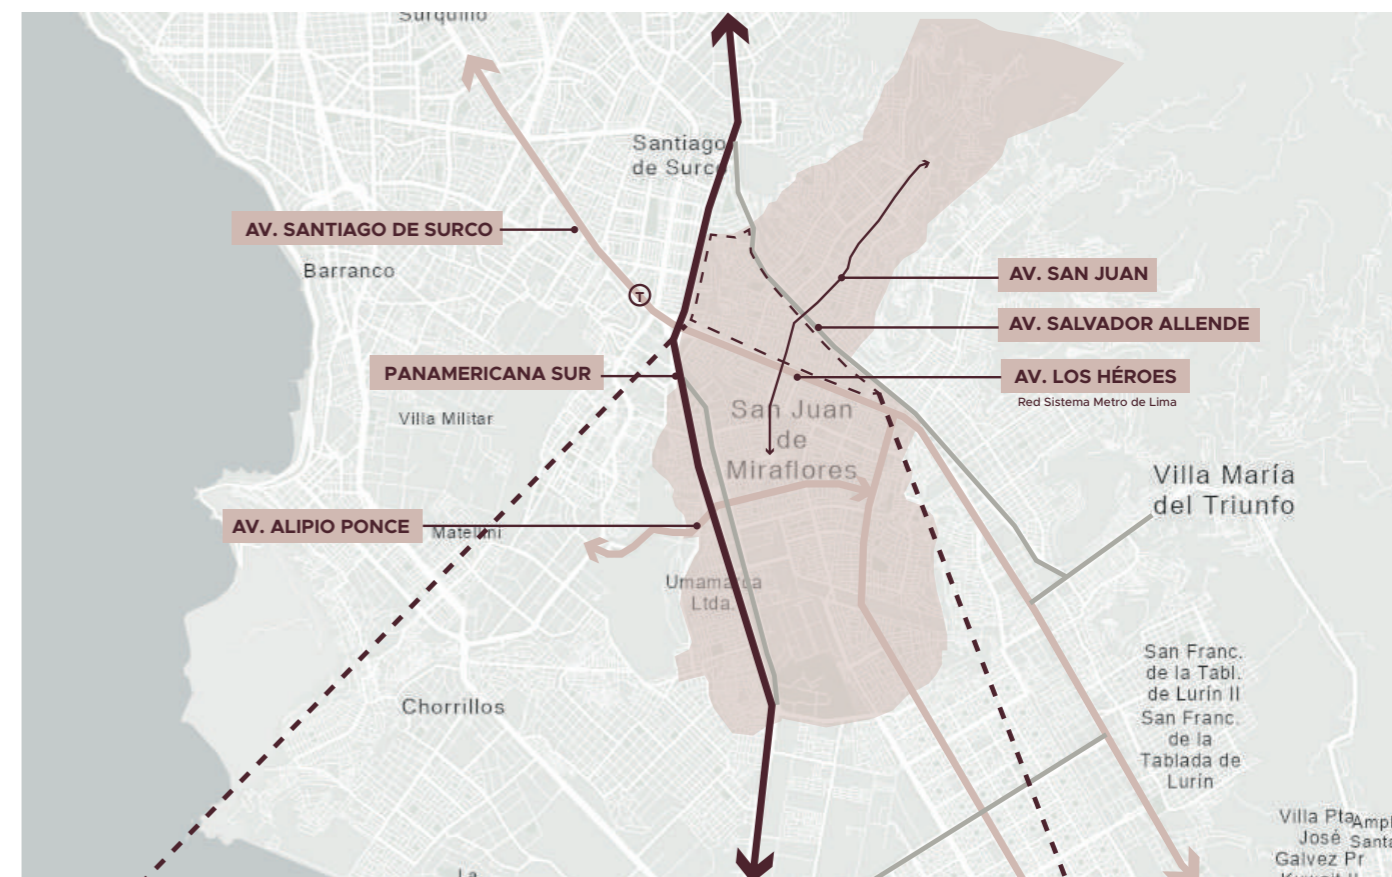 Surquillo
Santiago
de Surco
AV. SANTIAGO DE SURCO
Barranco
AV. SAN JUAN
T
AV. SALVADOR ALLENDE
PANAMERICANA SUR
AV. LOS HÉROES
Red Sistema Metro de Lima
Villa Militar
San Juan
de
Miraflores
Villa María
del Triunfo
AV. ALIPIO PONCE
Matellini
Umamarca
Ltda.
San Franc.
de la Tabl.
de Lurín II
Chorrillos
San Franc.
de la
Tablada de
Lurín
Villa Pta
José
Galvez Pr
Ampl
Santa
La